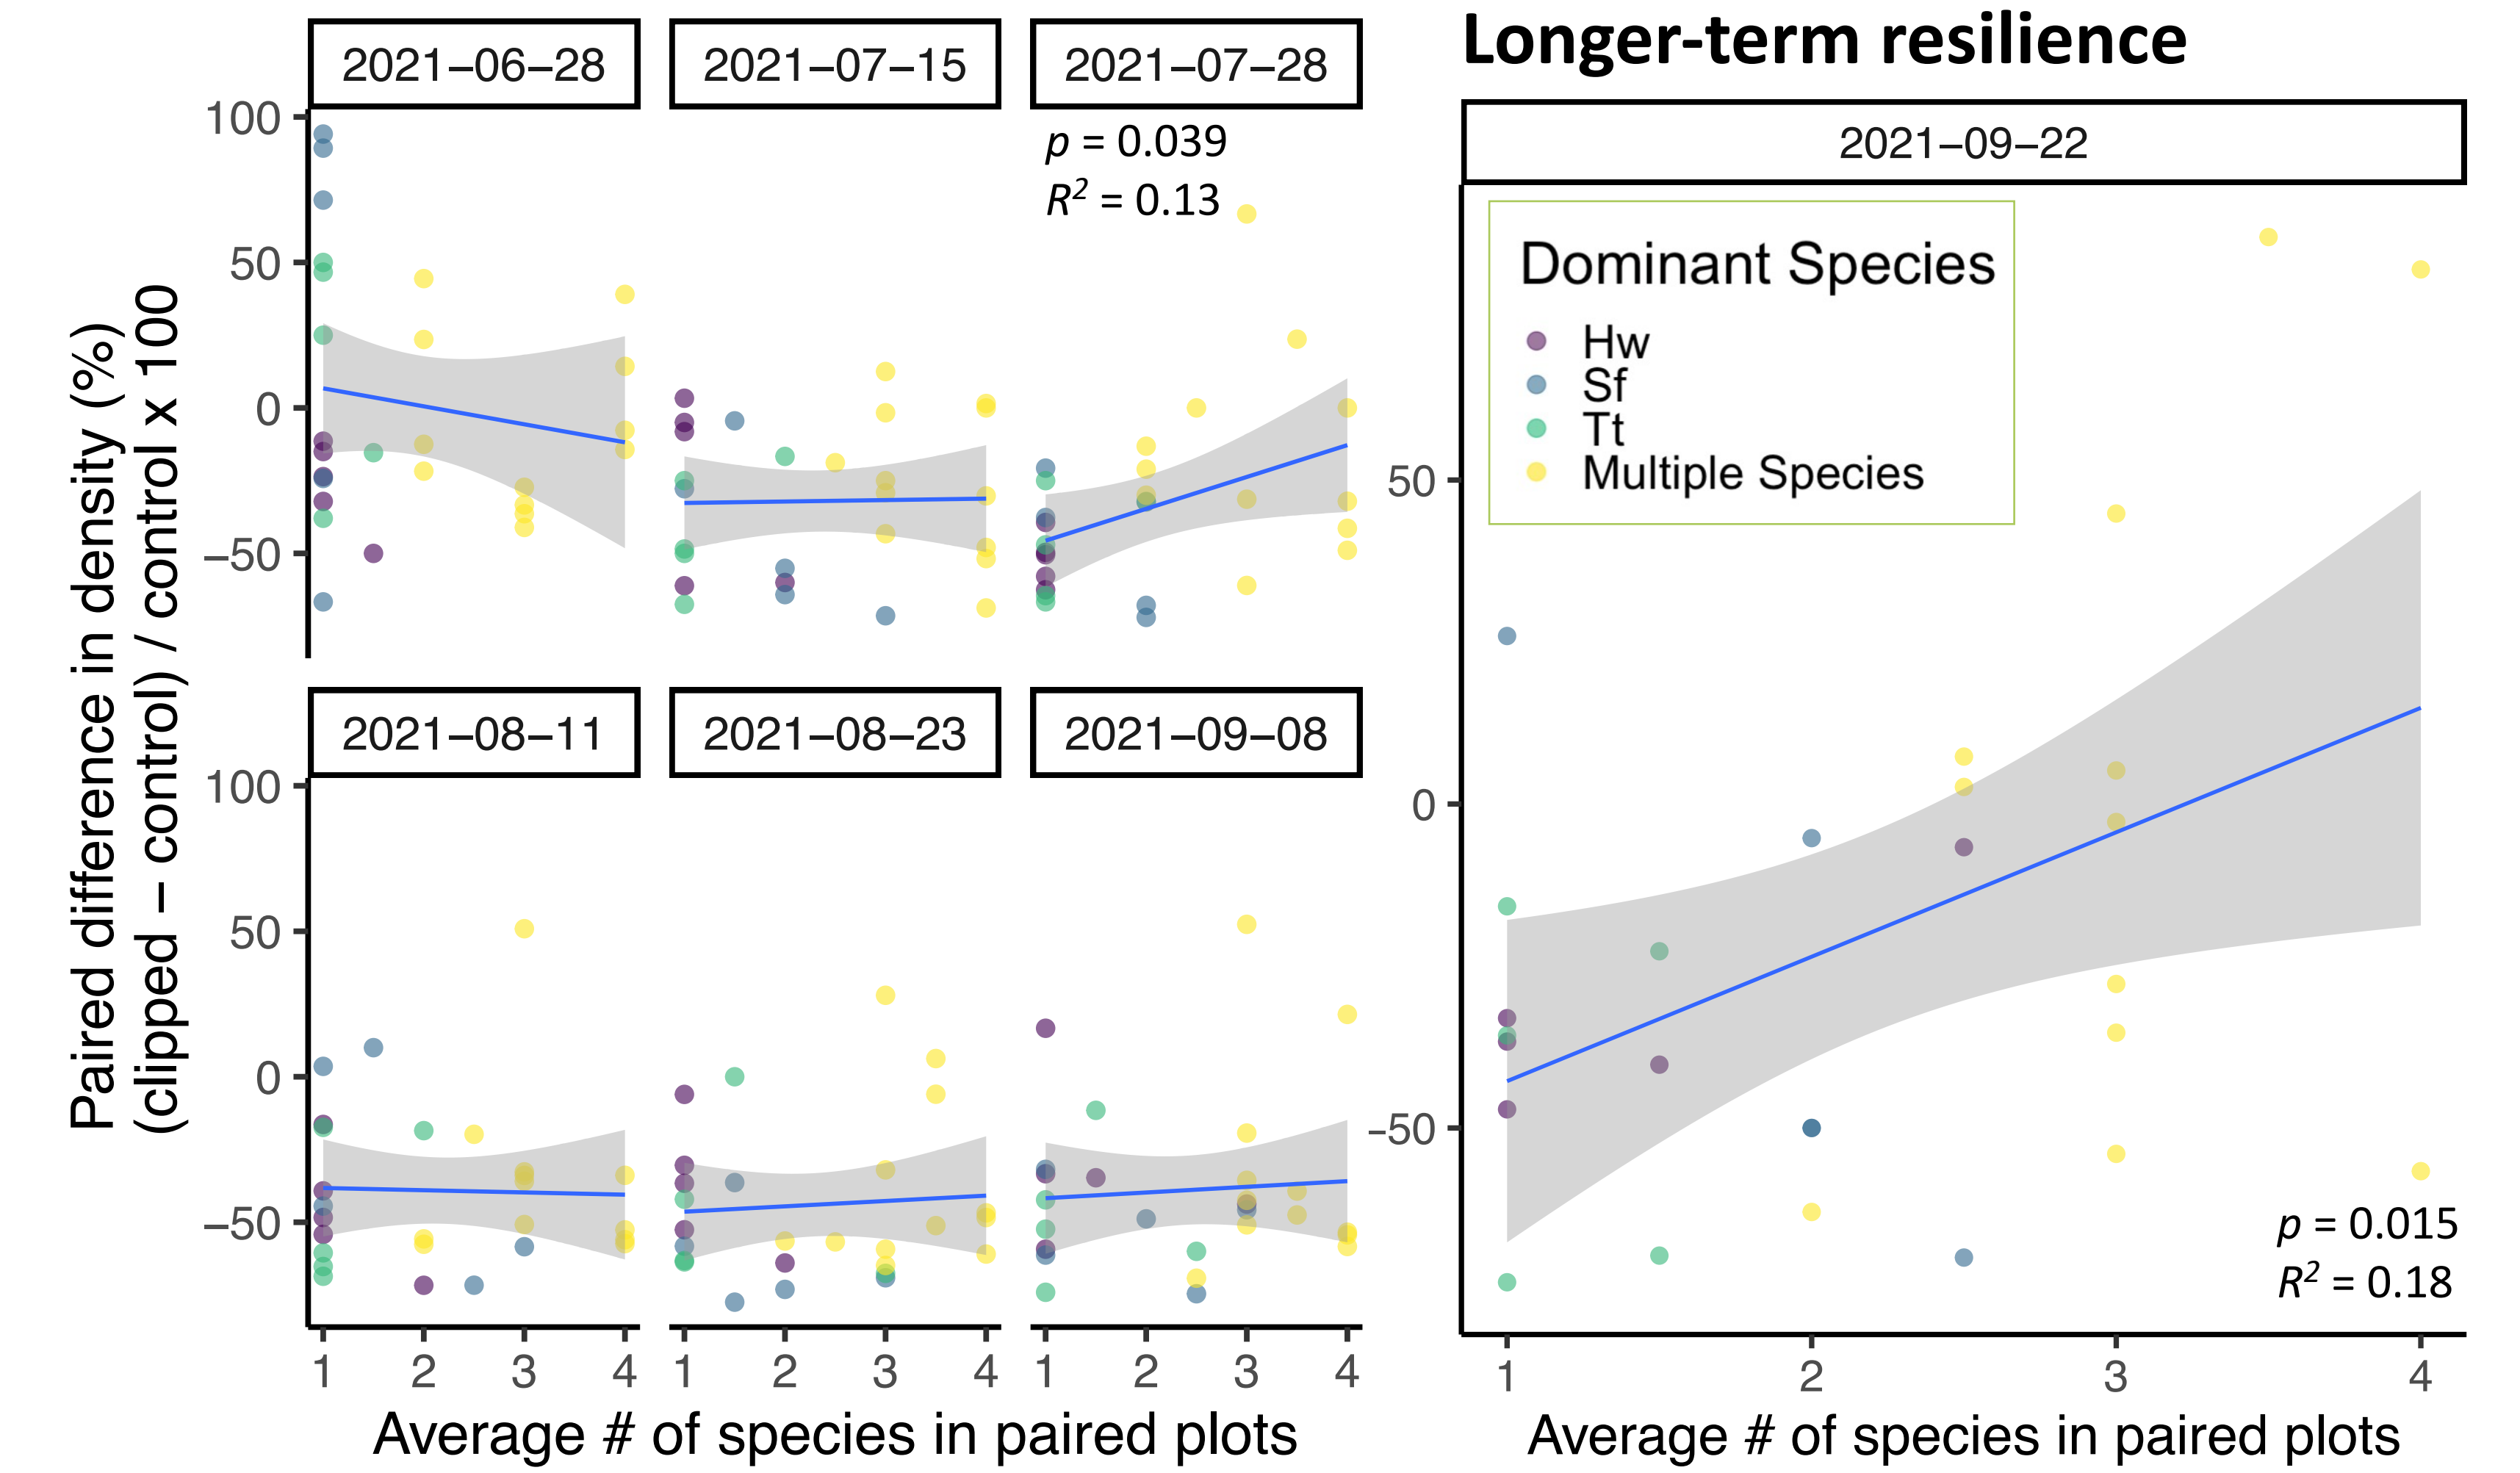 Longer-term resilience
2021−06−28
2021−07−15
2021−07−28
2021−09−22
100
50
0
−50
p = 0.039
R² = 0.13
Dominant Species
Hw
Sf
Tt
Multiple Species
50
0
−50
p = 0.015
R² = 0.18
Paired difference in density (%)
(clipped − control) / control x 100
2021−08−11
2021−08−23
2021−09−08
100
50
0
−50
1 2 3 4
1 2 3 4
1 2 3 4
1 2 3 4
Average # of species in paired plots
Average # of species in paired plots